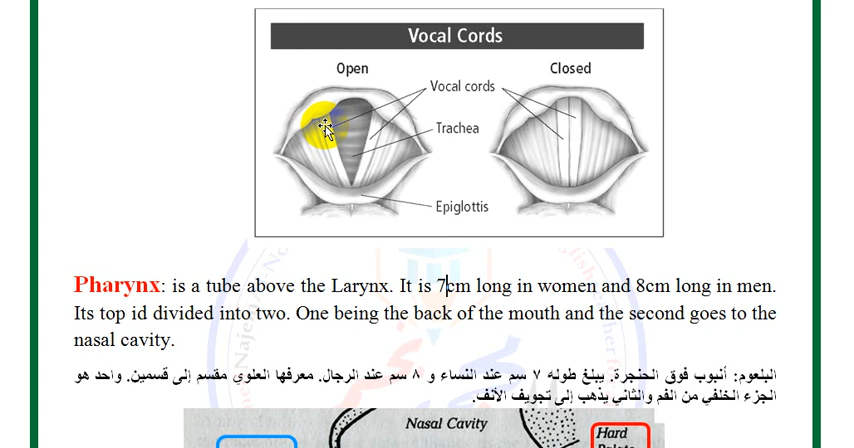 Vocal Cords
Open
Closed
Vocal cords
Trachea
Epiglottis
Pharynx: is a tube above the Larynx. It is 7cm long in women and 8cm long in men.
Its top id divided into two. One being the back of the mouth and the second goes to the
nasal cavity.
البلعوم: أنبوب فوق الحنجرة. يبلغ طوله ٧ سم عند النساء و ٨ سم عند الرجال. معرفها العلوي مقسم إلى قسمين. واحد هو
الجزء الخلفي من الفم والثاني يذهب إلى تجويف الأنف.
Nasal Cavity
Hard